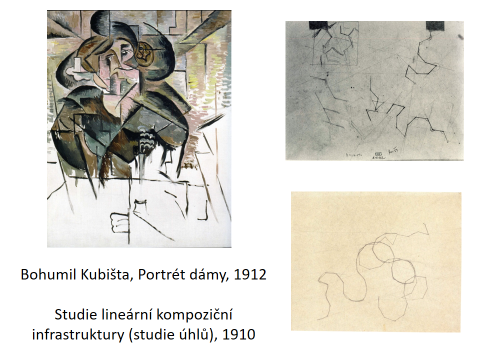 Bohumil Kubišta, Portrét dámy, 1912
Studie lineární kompoziční
infrastruktury (studie úhlů), 1910